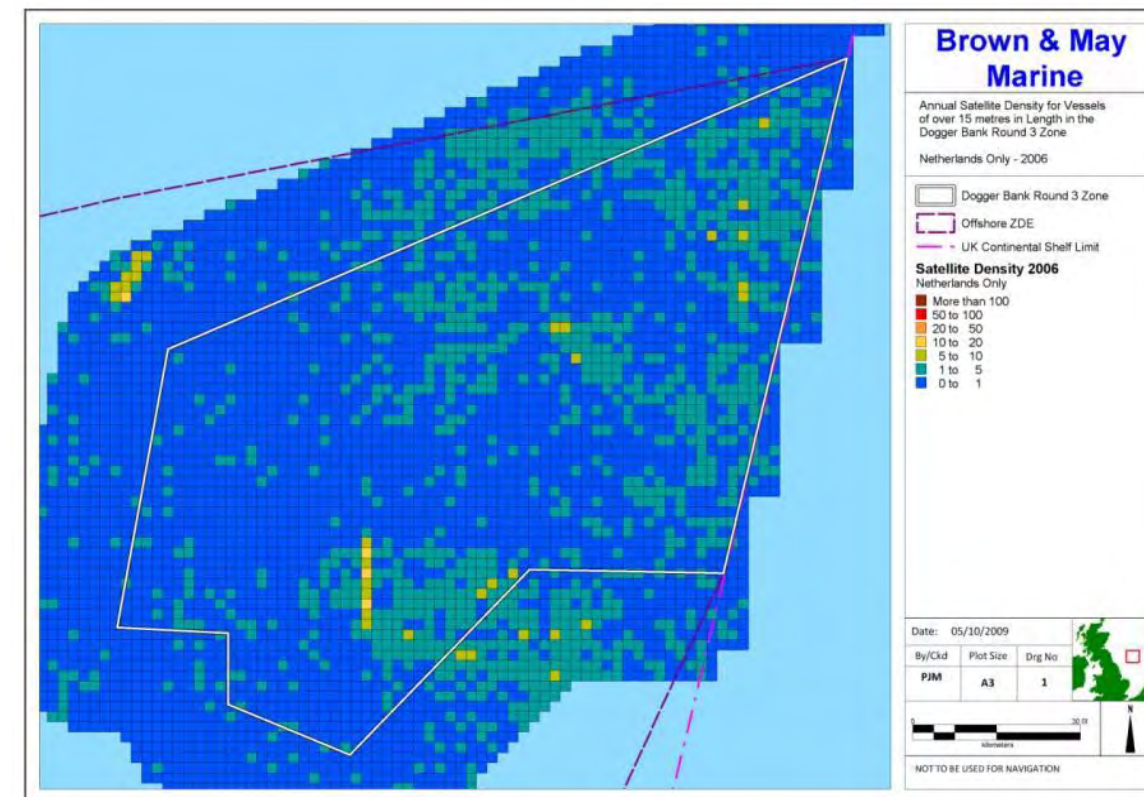 Brown & May
Marine
Annual Satellite Density for Vessels
of over 15 metres in Length in the
Dogger Bank Round 3 Zone
Netherlands Only - 2006
Dogger Bank Round 3 Zone
Offshore ZDE
UK Continental Shelf Limit
Satellite Density 2006
Netherlands Only
More than 100
50 to 100
20 to 50
10 to 20
5 to 10
1 to 5
0 to 1
Date: 05/10/2009
By/Ckd Plot Size Drg No
PJM A3 1
N
0
kilometers
NOT TO BE USED FOR NAVIGATION